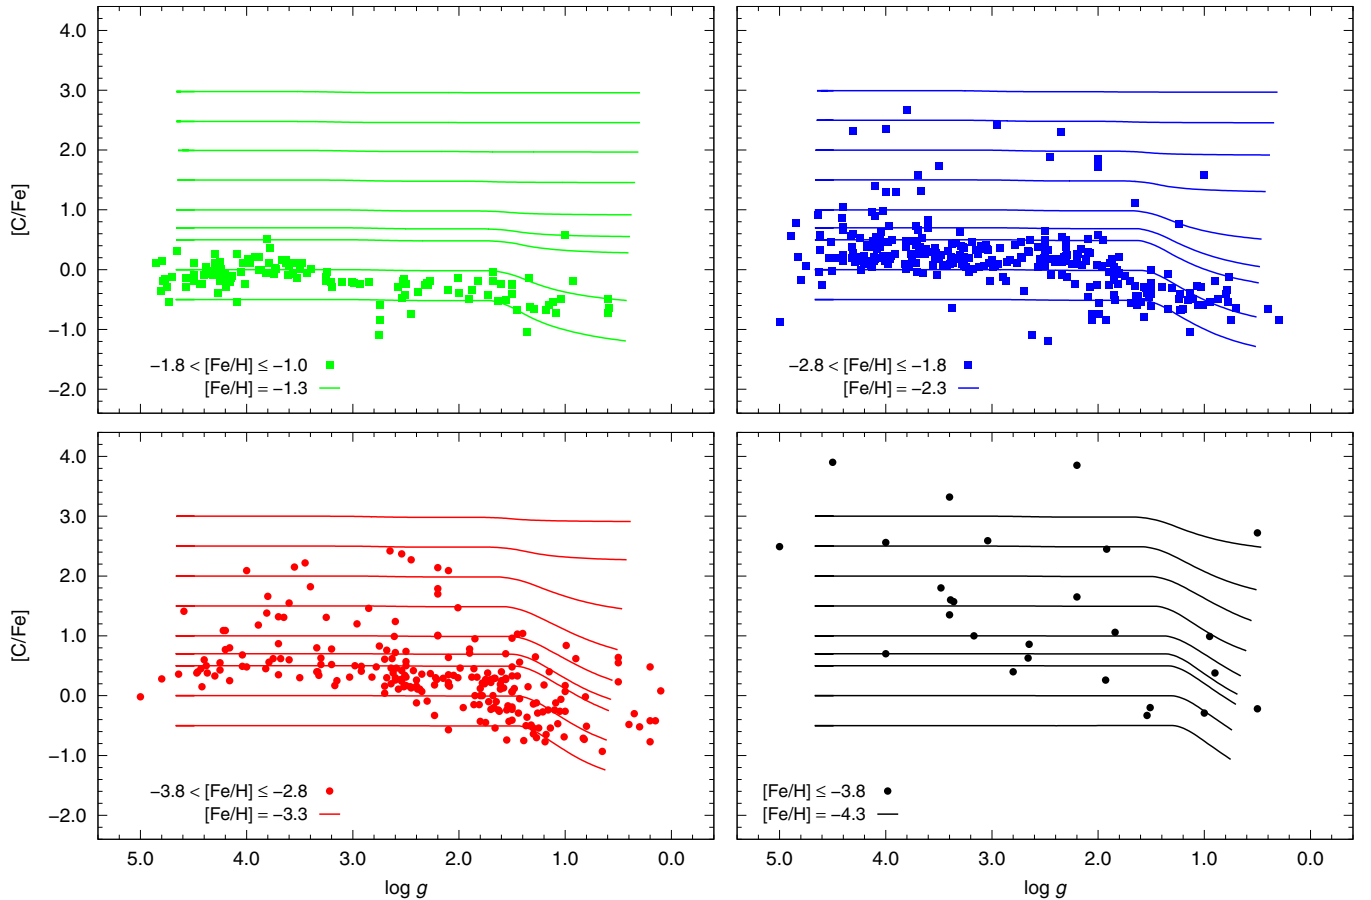 4.0
3.0
2.0
1.0
0.0
−1.0
−2.0
[C/Fe]
−1.8 < [Fe/H] ≤ −1.0
[Fe/H] = −1.3
−2.8 < [Fe/H] ≤ −1.8
[Fe/H] = −2.3
4.0
3.0
2.0
1.0
0.0
−1.0
−2.0
[C/Fe]
−3.8 < [Fe/H] ≤ −2.8
[Fe/H] = −3.3
[Fe/H] ≤ −3.8
[Fe/H] = −4.3
5.0 4.0 3.0 2.0 1.0 0.0
log g
5.0 4.0 3.0 2.0 1.0 0.0
log g